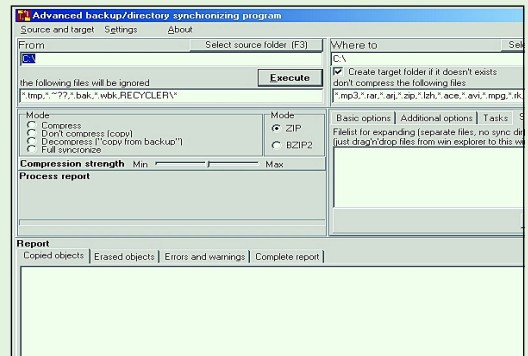 Advanced backup/directory synchronizing program
Source and target Settings About
From Select source folder (F3)
C:\
the following files will be ignored Execute
*.tmp,*.~??,*.bak,*.wbk,RECYCLER\*
Where to Sele
C:\
Create target folder if it doesn't exists
don't compress the following files
*.mp3,*.rar,*.arj,*.zip,*.lzh,*.ace,*.avi,*.mpg,*.rk,
Mode
Compress
Don't compress (copy)
Decompress ("copy from backup")
Full syncronize
Mode
ZIP
BZIP2
Compression strength Min Max
Process report
Basic options Additional options Tasks S
Filelist for expanding (separate files, no sync dir
(just drag'n'drop files from win explorer to this wi
Report
Copied objects Erased objects Errors and warnings Complete report